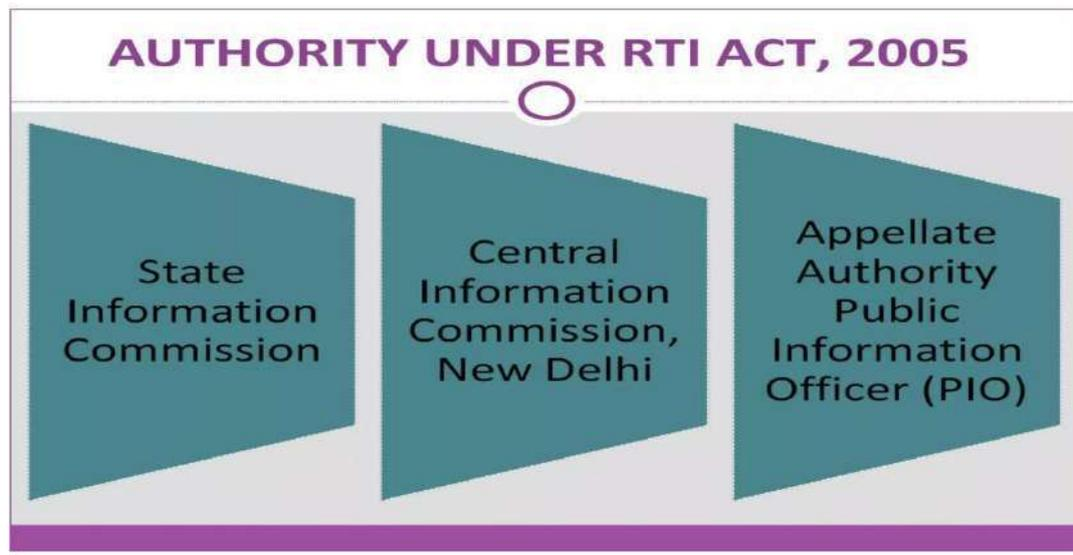 AUTHORITY UNDER RTI ACT, 2005
State
Information
Commission
Central
Information
Commission,
New Delhi
Appellate
Authority
Public
Information
Officer (PIO)